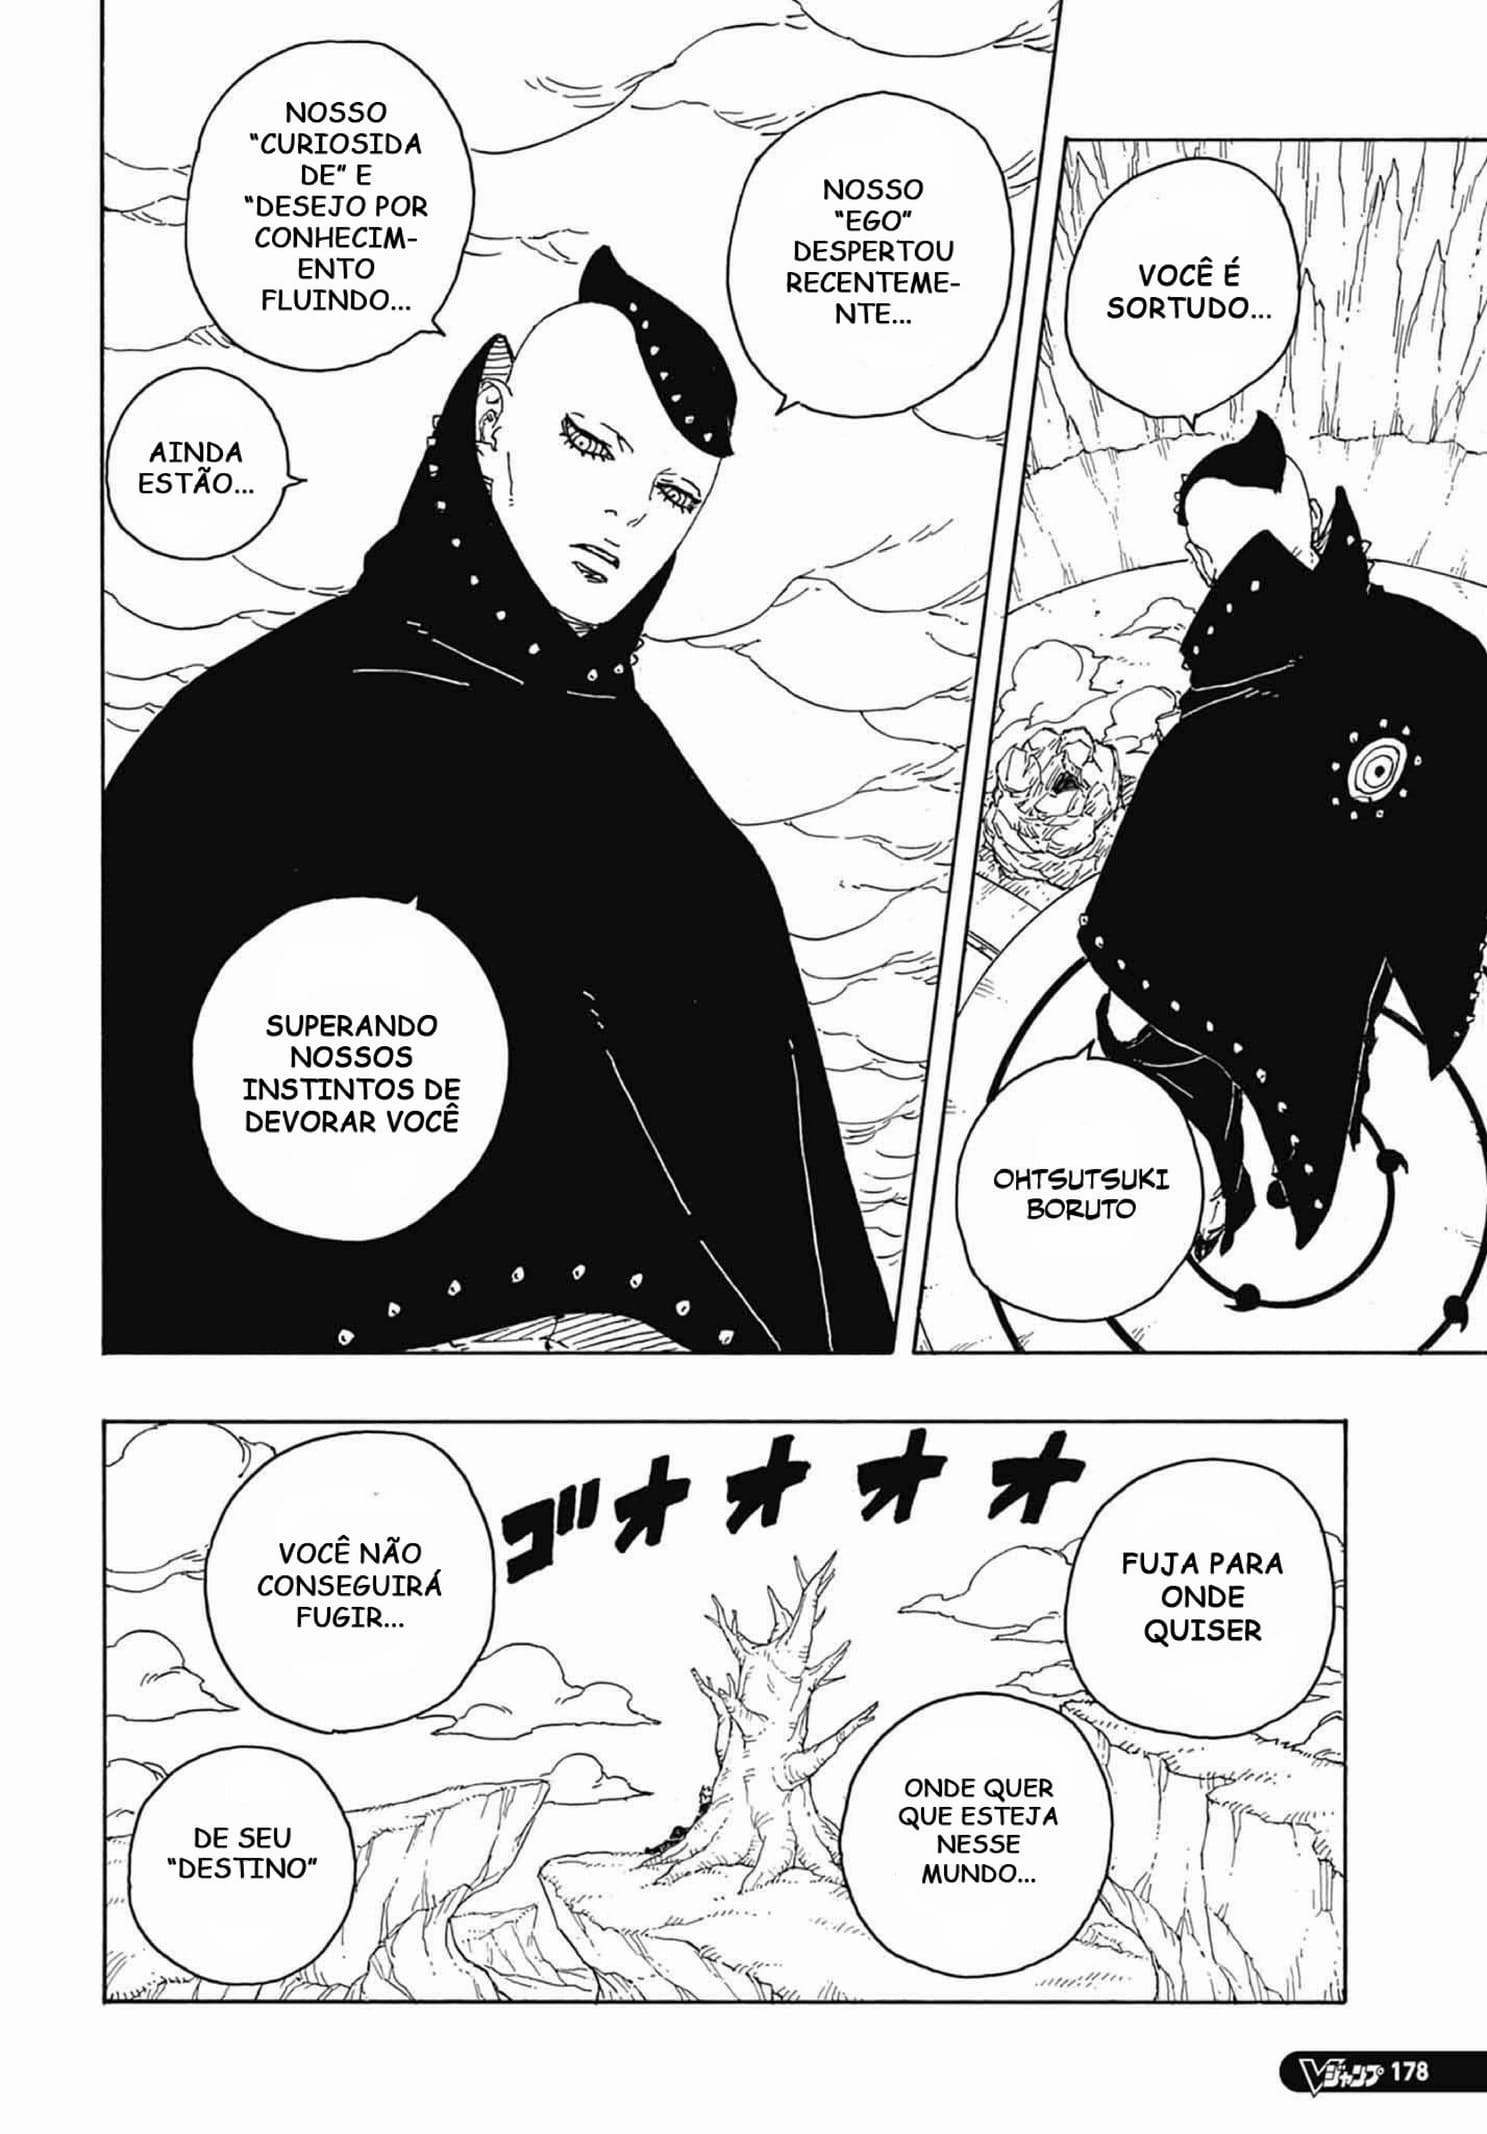 VOCÊ É
SORTUDO...
OHTSUTSUKI
BORUTO
NOSSO
"EGO"
DESPERTOU
RECENTEME-
NTE...
NOSSO
"CURIOSIDA
DE" E
"DESEJO POR
CONHECIM-
ENTO
FLUINDO...
AINDA
ESTÃO...
SUPERANDO
NOSSOS
INSTINTOS DE
DEVORAR VOCÊ
FUJA PARA
ONDE
QUISER
ONDE QUER
QUE ESTEJA
NESSE
MUNDO...
ゴオオオオ
VOCÊ NÃO
CONSEGUIRÁ
FUGIR...
DE SEU
"DESTINO"
Vジャンプ 178